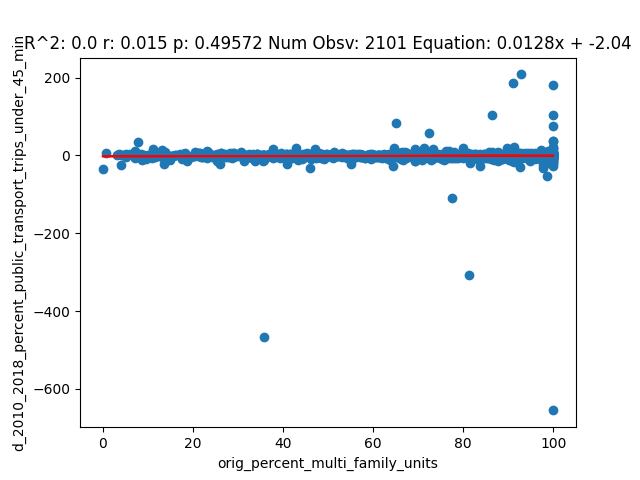 R^2: 0.0 r: 0.015 p: 0.49572 Num Obsv: 2101 Equation: 0.0128x + -2.04
d_2010_2018_percent_public_transport_trips_under_45_min
200
0
−200
−400
−600
0 20 40 60 80 100
orig_percent_multi_family_units